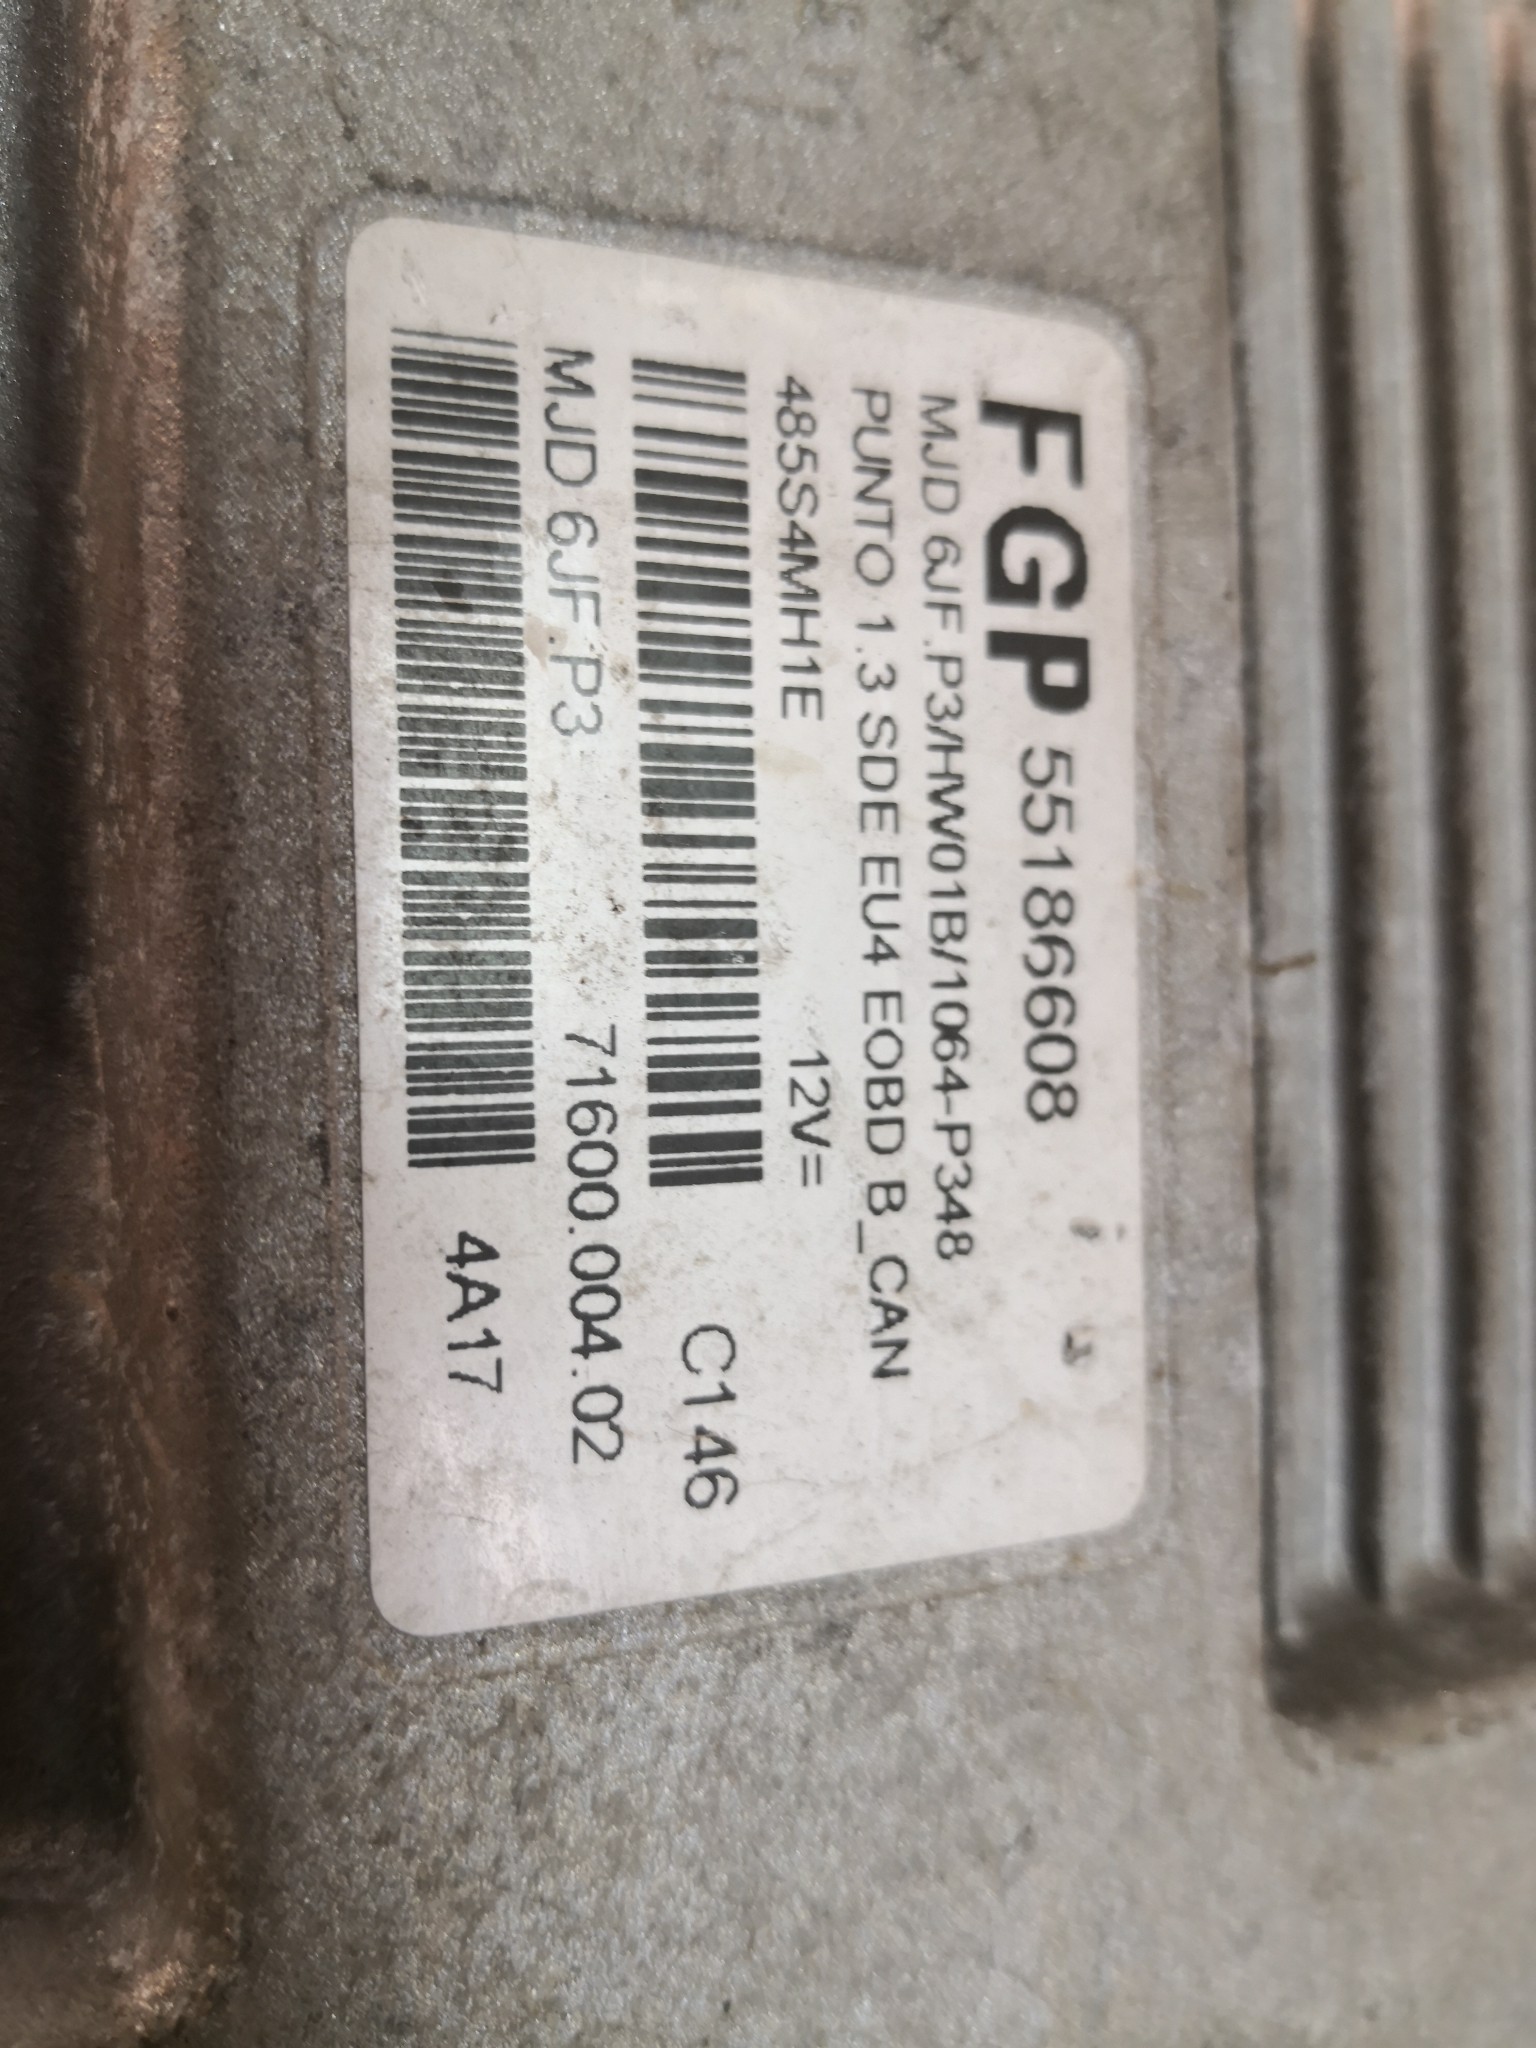 FGP 55186608
MJD 6JF.P3/HW01B/1064-P348
PUNTO 1.3 SDE EU4 EOBD B_CAN
485S4MH1E 12V=
C146
MJD 6JF.P3 71600.004.02
4A17